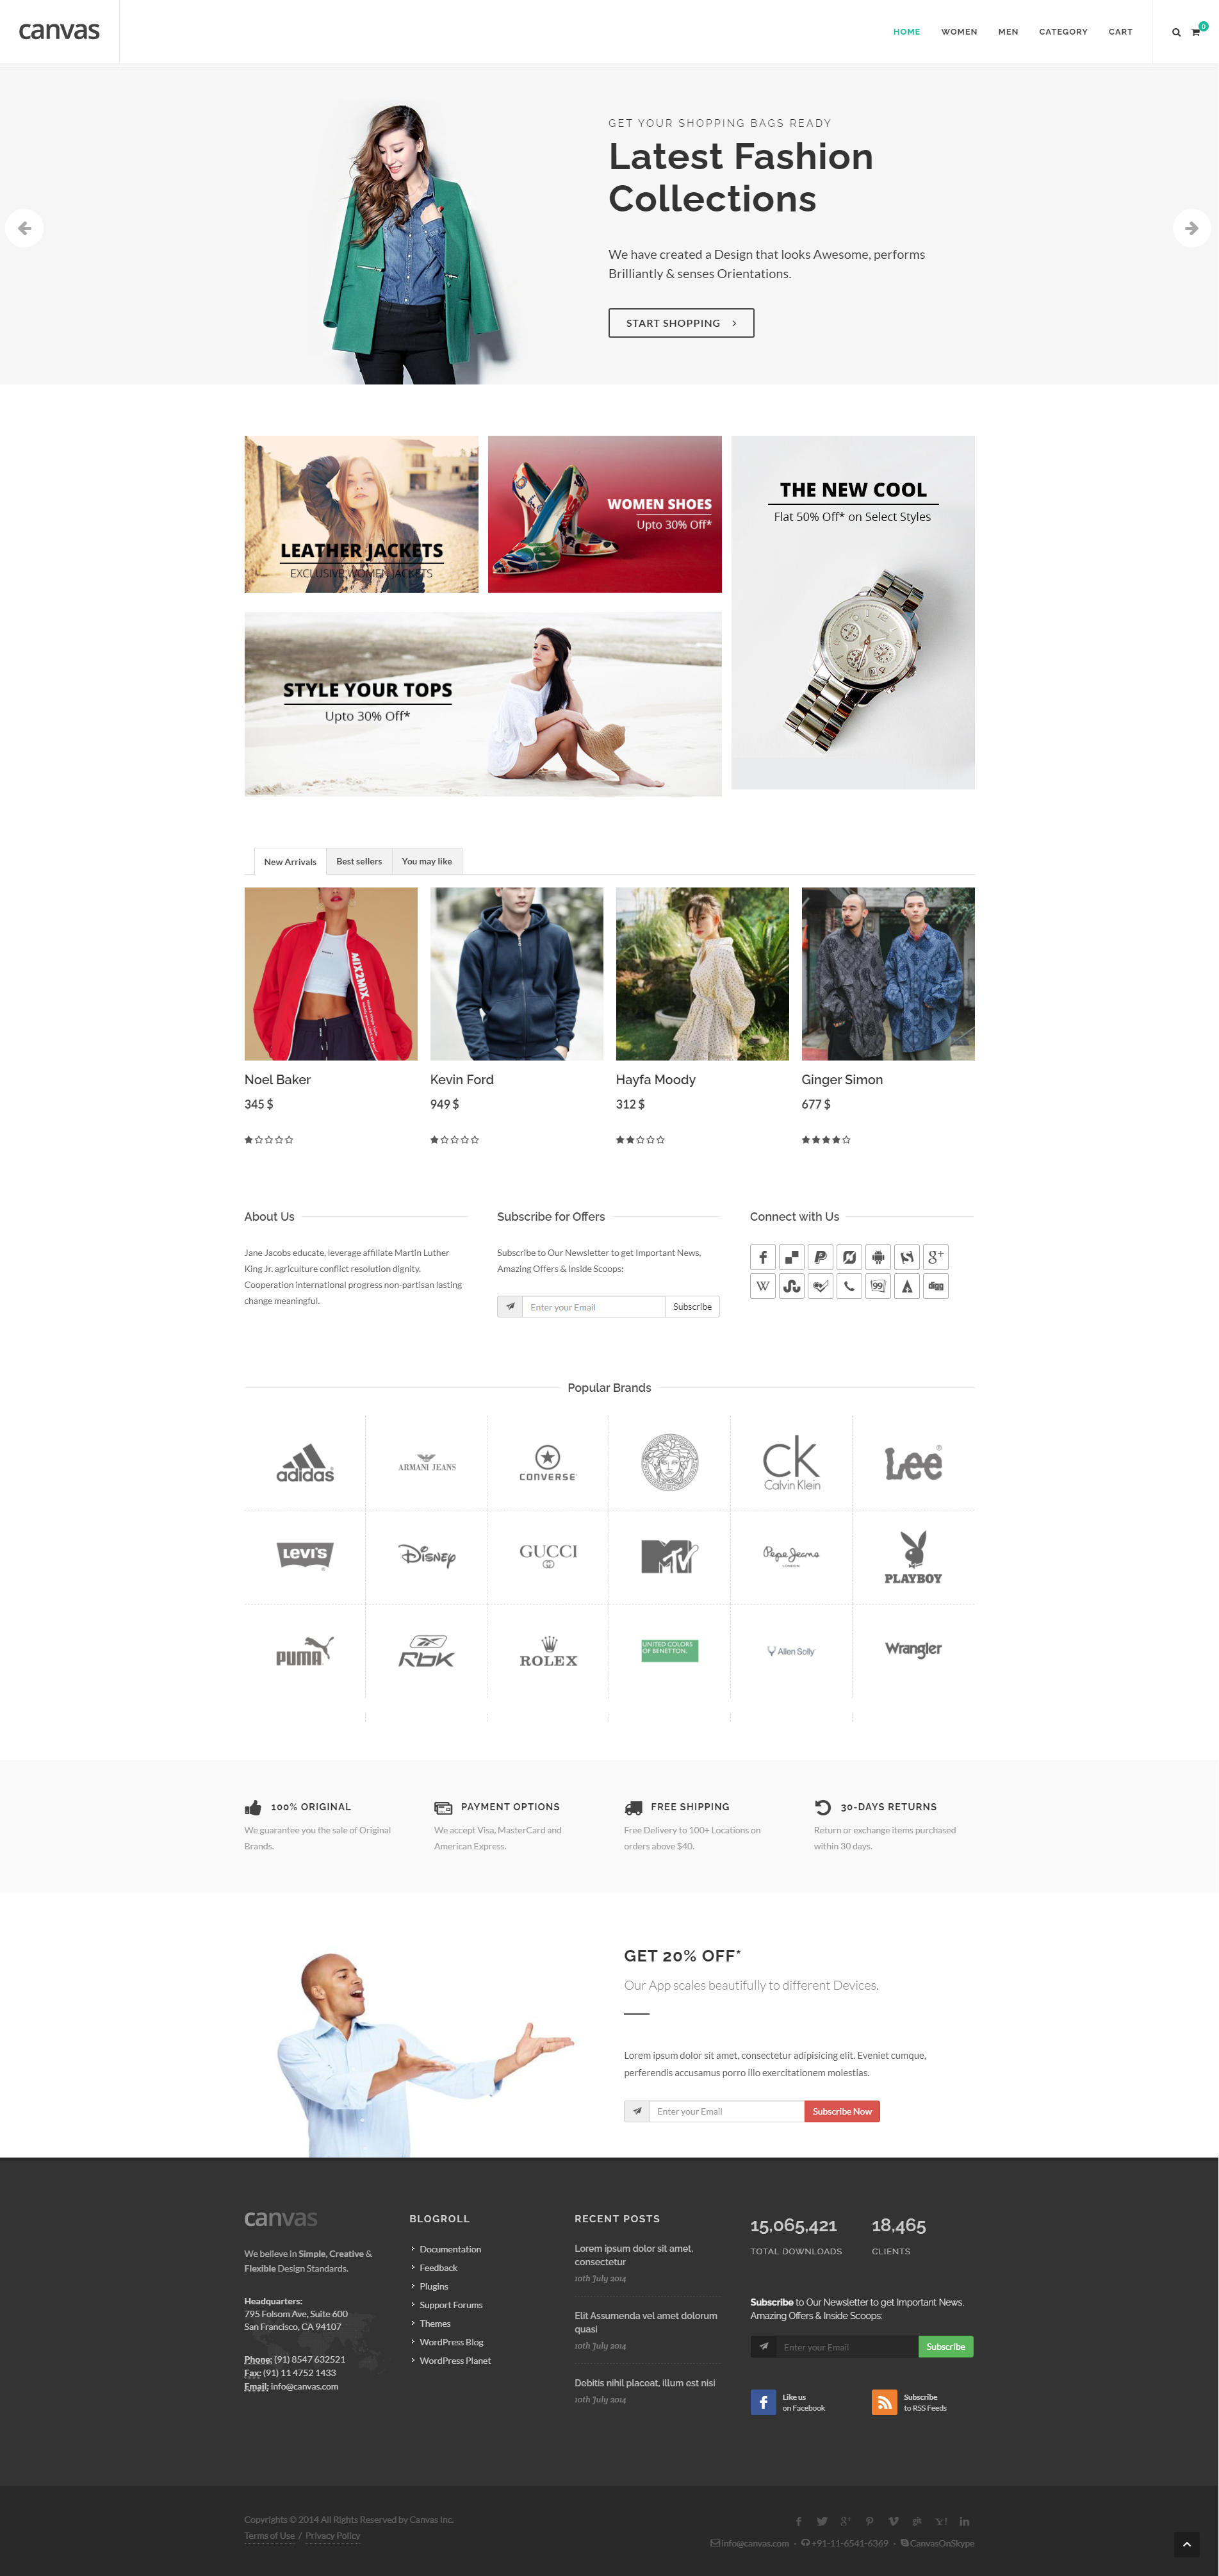 canvas
HOME
WOMEN
MEN
CATEGORY
CART
0
GET YOUR SHOPPING BAGS READY
Latest Fashion
Collections
We have created a Design that looks Awesome, performs
Brilliantly & senses Orientations.
START SHOPPING
LEATHER JACKETS
EXCLUSIVE WOMEN JACKETS
WOMEN SHOES
Upto 30% Off*
THE NEW COOL
Flat 50% Off* on Select Styles
STYLE YOUR TOPS
Upto 30% Off*
New Arrivals
Best sellers
You may like
MIX2MIX
Noel Baker
345 $
Kevin Ford
949 $
Hayfa Moody
312 $
Ginger Simon
677 $
About Us
Jane Jacobs educate, leverage affiliate Martin Luther
King Jr. agriculture conflict resolution dignity.
Cooperation international progress non-partisan lasting
change meaningful.
Subscribe for Offers
Subscribe to Our Newsletter to get Important News,
Amazing Offers & Inside Scoops:
Enter your Email
Subscribe
Connect with Us
Popular Brands
adidas
ARMANI JEANS
CONVERSE
CK
Calvin Klein
Lee
LEVI'S
Disney
GUCCI
MTV
Pepe Jeans
LONDON
PLAYBOY
PUMA
RBK
ROLEX
UNITED COLORS
OF BENETTON.
Allen Solly
Wrangler
100% ORIGINAL
We guarantee you the sale of Original
Brands.
PAYMENT OPTIONS
We accept Visa, MasterCard and
American Express.
FREE SHIPPING
Free Delivery to 100+ Locations on
orders above $40.
30-DAYS RETURNS
Return or exchange items purchased
within 30 days.
GET 20% OFF*
Our App scales beautifully to different Devices.
Lorem ipsum dolor sit amet, consectetur adipisicing elit. Eveniet cumque,
perferendis accusamus porro illo exercitationem molestias.
Enter your Email
Subscribe Now
canvas
We believe in Simple, Creative &
Flexible Design Standards.
Headquarters:
795 Folsom Ave, Suite 600
San Francisco, CA 94107
Phone: (91) 8547 632521
Fax: (91) 11 4752 1433
Email: info@canvas.com
BLOGROLL
Documentation
Feedback
Plugins
Support Forums
Themes
WordPress Blog
WordPress Planet
RECENT POSTS
Lorem ipsum dolor sit amet,
consectetur
10th July 2014
Elit Assumenda vel amet dolorum
quasi
10th July 2014
Debitis nihil placeat, illum est nisi
10th July 2014
15,065,421
TOTAL DOWNLOADS
18,465
CLIENTS
Subscribe to Our Newsletter to get Important News,
Amazing Offers & Inside Scoops:
Enter your Email
Subscribe
Like us
on Facebook
Subscribe
to RSS Feeds
Copyrights © 2014 All Rights Reserved by Canvas Inc.
Terms of Use / Privacy Policy
info@canvas.com · +91-11-6541-6369 · CanvasOnSkype